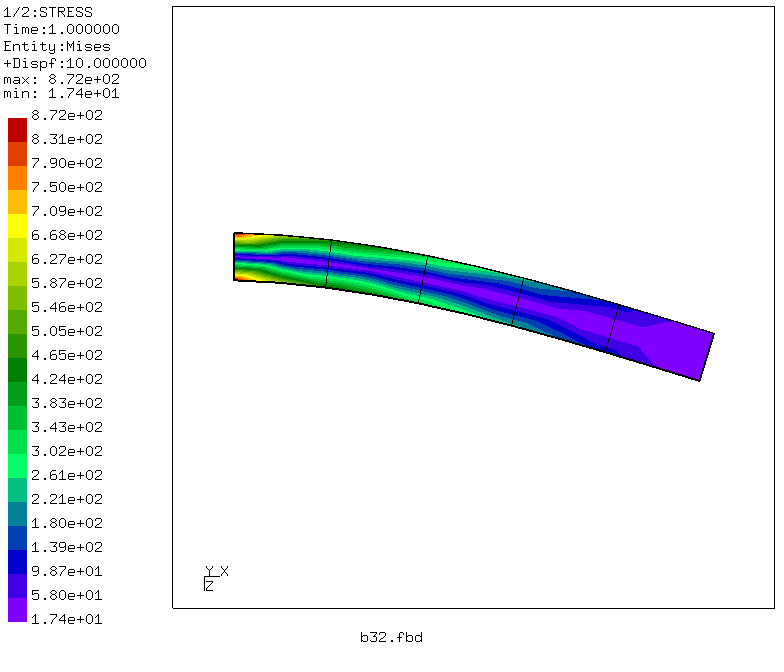 1/2:STRESS
Time:1.000000
Entity:Mises
+Dispf:10.000000
max: 8.72e+02
min: 1.74e+01
8.72e+02
8.31e+02
7.90e+02
7.50e+02
7.09e+02
6.68e+02
6.27e+02
5.87e+02
5.46e+02
5.05e+02
4.65e+02
4.24e+02
3.83e+02
3.43e+02
3.02e+02
2.61e+02
2.21e+02
1.80e+02
1.39e+02
9.87e+01
5.80e+01
1.74e+01
Y X
Z
b32.fbd